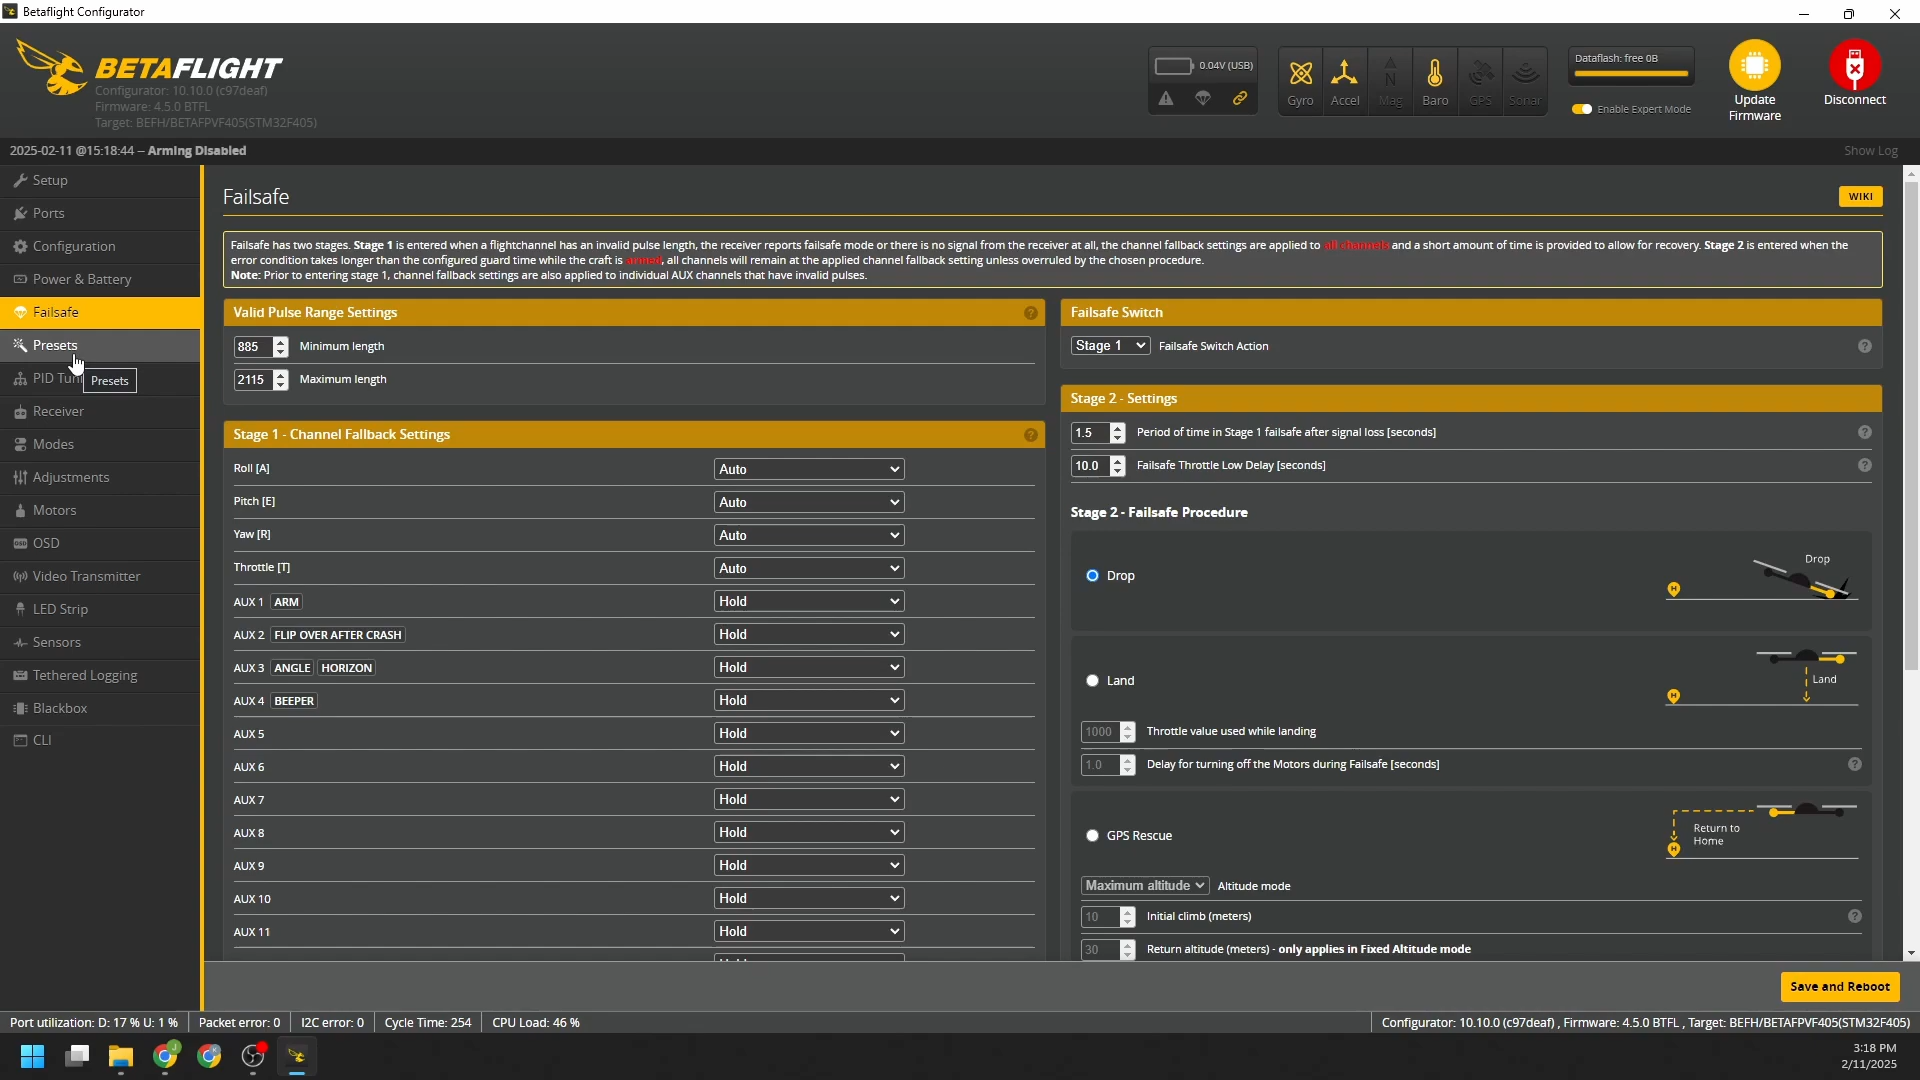 Betaflight Configurator
BETAFLIGHT
Configurator: 10.10.0 (c97deaf)
Firmware: 4.5.0 BTFL
Target: BEFH/BETAFPVF405(STM32F405)
0.04V (USB)
Gyro
Accel
Mag
Baro
GPS
Sonar
Dataflash: free 0B
Enable Expert Mode
Update
Firmware
Disconnect
2025-02-11 @15:18:44 -- Arming Disabled
Show Log
Setup
Ports
Configuration
Power & Battery
Failsafe
Presets
PID Tuni
Presets
Receiver
Modes
Adjustments
Motors
OSD
Video Transmitter
LED Strip
Sensors
Tethered Logging
Blackbox
CLI
Failsafe
WIKI
Failsafe has two stages. Stage 1 is entered when a flightchannel has an invalid pulse length, the receiver reports failsafe mode or there is no signal from the receiver at all, the channel fallback settings are applied to all channels and a short amount of time is provided to allow for recovery. Stage 2 is entered when the
error condition takes longer than the configured guard time while the craft is armed, all channels will remain at the applied channel fallback setting unless overruled by the chosen procedure.
Note: Prior to entering stage 1, channel fallback settings are also applied to individual AUX channels that have invalid pulses.
Valid Pulse Range Settings
885 Minimum length
2115 Maximum length
Stage 1 - Channel Fallback Settings
Roll [A] Auto
Pitch [E] Auto
Yaw [R] Auto
Throttle [T] Auto
AUX 1 ARM Hold
AUX 2 FLIP OVER AFTER CRASH Hold
AUX 3 ANGLE HORIZON Hold
AUX 4 BEEPER Hold
AUX 5 Hold
AUX 6 Hold
AUX 7 Hold
AUX 8 Hold
AUX 9 Hold
AUX 10 Hold
AUX 11 Hold
Failsafe Switch
Stage 1 Failsafe Switch Action
Stage 2 - Settings
1.5 Period of time in Stage 1 failsafe after signal loss [seconds]
10.0 Failsafe Throttle Low Delay [seconds]
Stage 2 - Failsafe Procedure
Drop
Drop
Land
Land
1000 Throttle value used while landing
1.0 Delay for turning off the Motors during Failsafe [seconds]
GPS Rescue
Return to
Home
Maximum altitude Altitude mode
10 Initial climb (meters)
30 Return altitude (meters) - only applies in Fixed Altitude mode
Save and Reboot
Port utilization: D: 17 % U: 1 % Packet error: 0 I2C error: 0 Cycle Time: 254 CPU Load: 46 %
Configurator: 10.10.0 (c97deaf) , Firmware: 4.5.0 BTFL , Target: BEFH/BETAFPVF405(STM32F405)
3:18 PM
2/11/2025